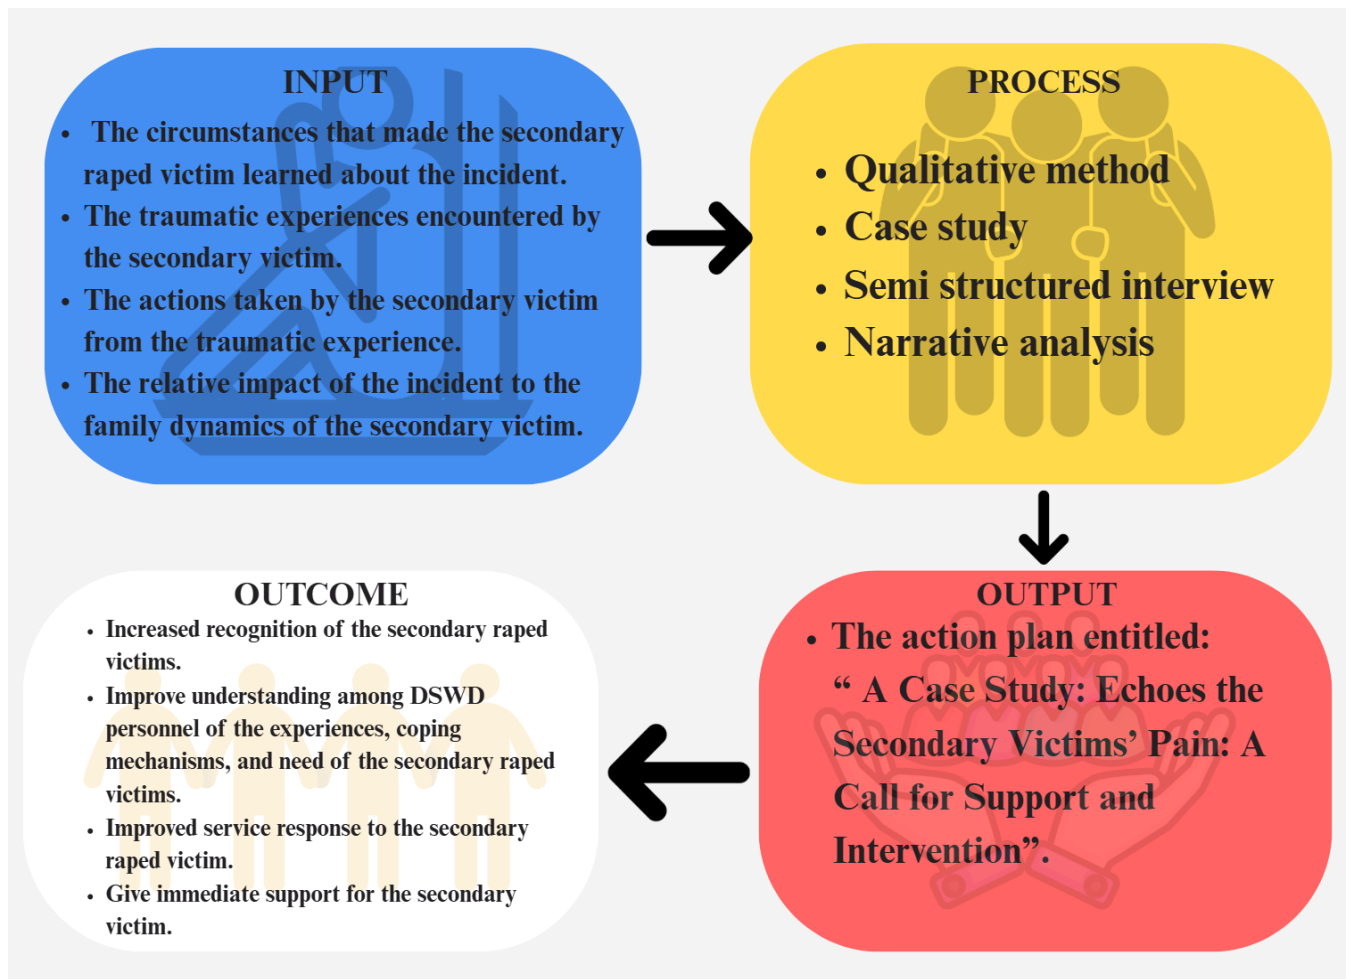 INPUT
• The circumstances that made the secondary
raped victim learned about the incident.
• The traumatic experiences encountered by
the secondary victim.
• The actions taken by the secondary victim
from the traumatic experience.
• The relative impact of the incident to the
family dynamics of the secondary victim.
PROCESS
• Qualitative method
• Case study
• Semi structured interview
• Narrative analysis
OUTPUT
• The action plan entitled:
“ A Case Study: Echoes the
Secondary Victims’ Pain: A
Call for Support and
Intervention”.
OUTCOME
• Increased recognition of the secondary raped
victims.
• Improve understanding among DSWD
personnel of the experiences, coping
mechanisms, and need of the secondary raped
victims.
• Improved service response to the secondary
raped victim.
• Give immediate support for the secondary
victim.